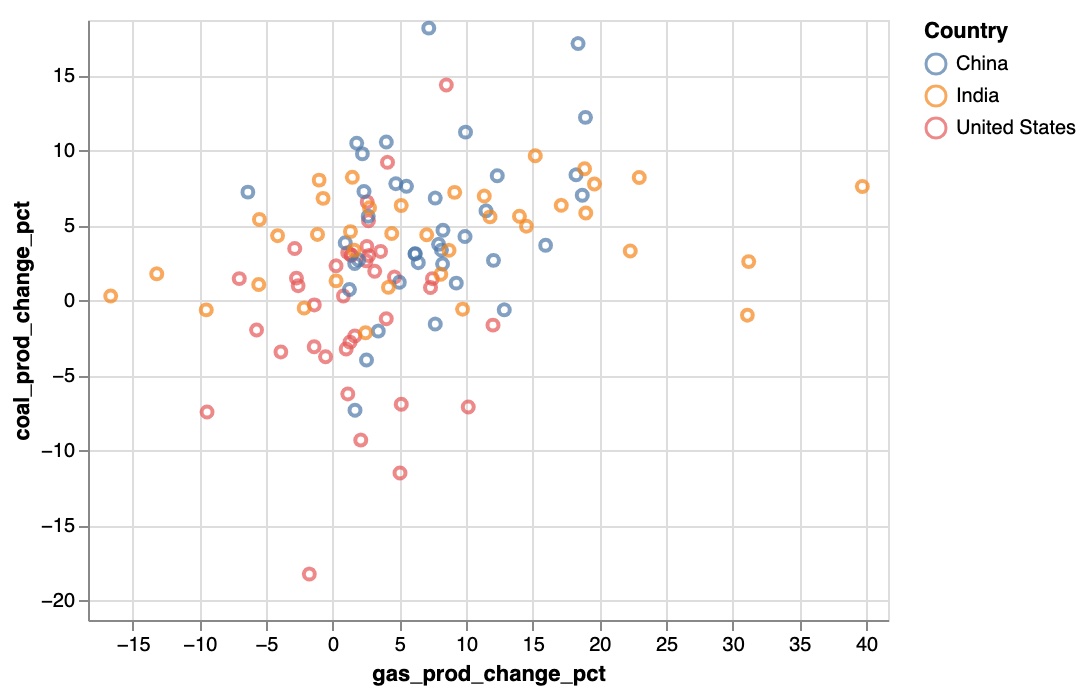 Country
China
India
United States
15
10
5
0
−5
−10
−15
−20
−15 −10 −5 0 5 10 15 20 25 30 35 40
gas_prod_change_pct
coal_prod_change_pct